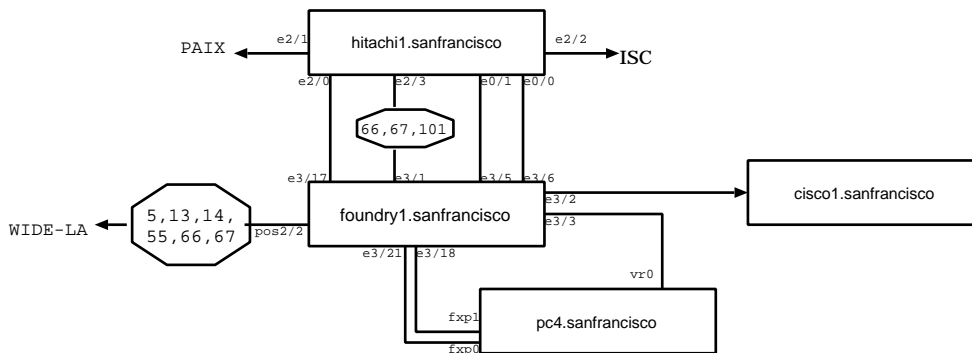 e2/1
hitachi1.sanfrancisco
e2/2
PAIX
ISC
e2/0
e2/3
e0/1
e0/0
66,67,101
e3/17
e3/1
e3/5
e3/6
e3/2
cisco1.sanfrancisco
WIDE-LA
5,13,14,
55,66,67
pos2/2
foundry1.sanfrancisco
e3/3
e3/21
e3/18
vr0
fxp1
pc4.sanfrancisco
fxp0